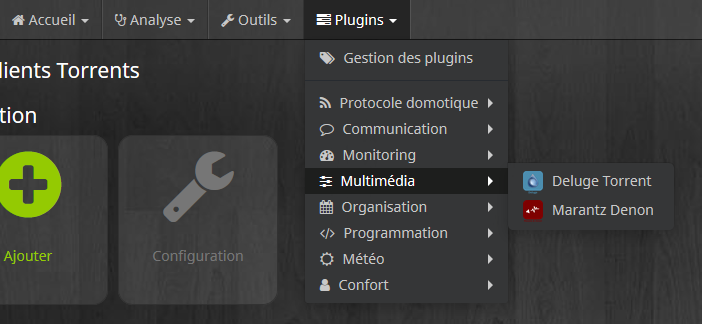 Accueil
Analyse
Outils
Plugins
lients Torrents
tion
Ajouter
Configuration
Gestion des plugins
Protocole domotique
Communication
Monitoring
Multimédia
Organisation
Programmation
Météo
Confort
Deluge Torrent
Marantz Denon